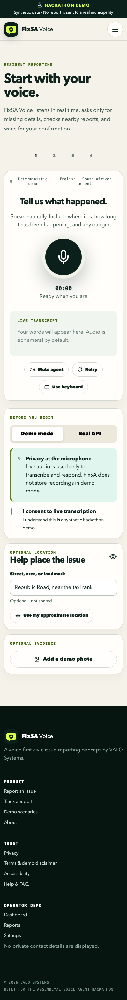 HACKATHON DEMO
Synthetic data · No report is sent to a real municipality
FixSA Voice
RESIDENT REPORTING
Start with your
voice.
FixSA Voice listens in real time, asks only for
missing details, checks nearby reports, and
waits for your confirmation.
1 2 3 4
Deterministic
demo
English · South African
accents
Tell us what happened.
Speak naturally. Include where it is, how long
it has been happening, and any danger.
00:00
Ready when you are
LIVE TRANSCRIPT
Your words will appear here. Audio is
ephemeral by default.
Mute agent
Retry
Use keyboard
BEFORE YOU BEGIN
Demo mode
Real API
Privacy at the microphone
Live audio is used only to
transcribe and respond. FixSA does
not store recordings in demo
mode.
I consent to live transcription
I understand this is a synthetic hackathon
demo.
OPTIONAL LOCATION
Help place the issue
Street, area, or landmark
Republic Road, near the taxi rank
Optional · not shared
Use my approximate location
OPTIONAL EVIDENCE
Add a demo photo
FixSA Voice
A voice-first civic issue reporting concept by VALO
Systems.
PRODUCT
Report an issue
Track a report
Demo scenarios
About
TRUST
Privacy
Terms & demo disclaimer
Accessibility
Help & FAQ
OPERATOR DEMO
Dashboard
Reports
Settings
No private contact details are displayed.
© 2026 VALO SYSTEMS
BUILT FOR THE ASSEMBLYAI VOICE AGENT HACKATHON